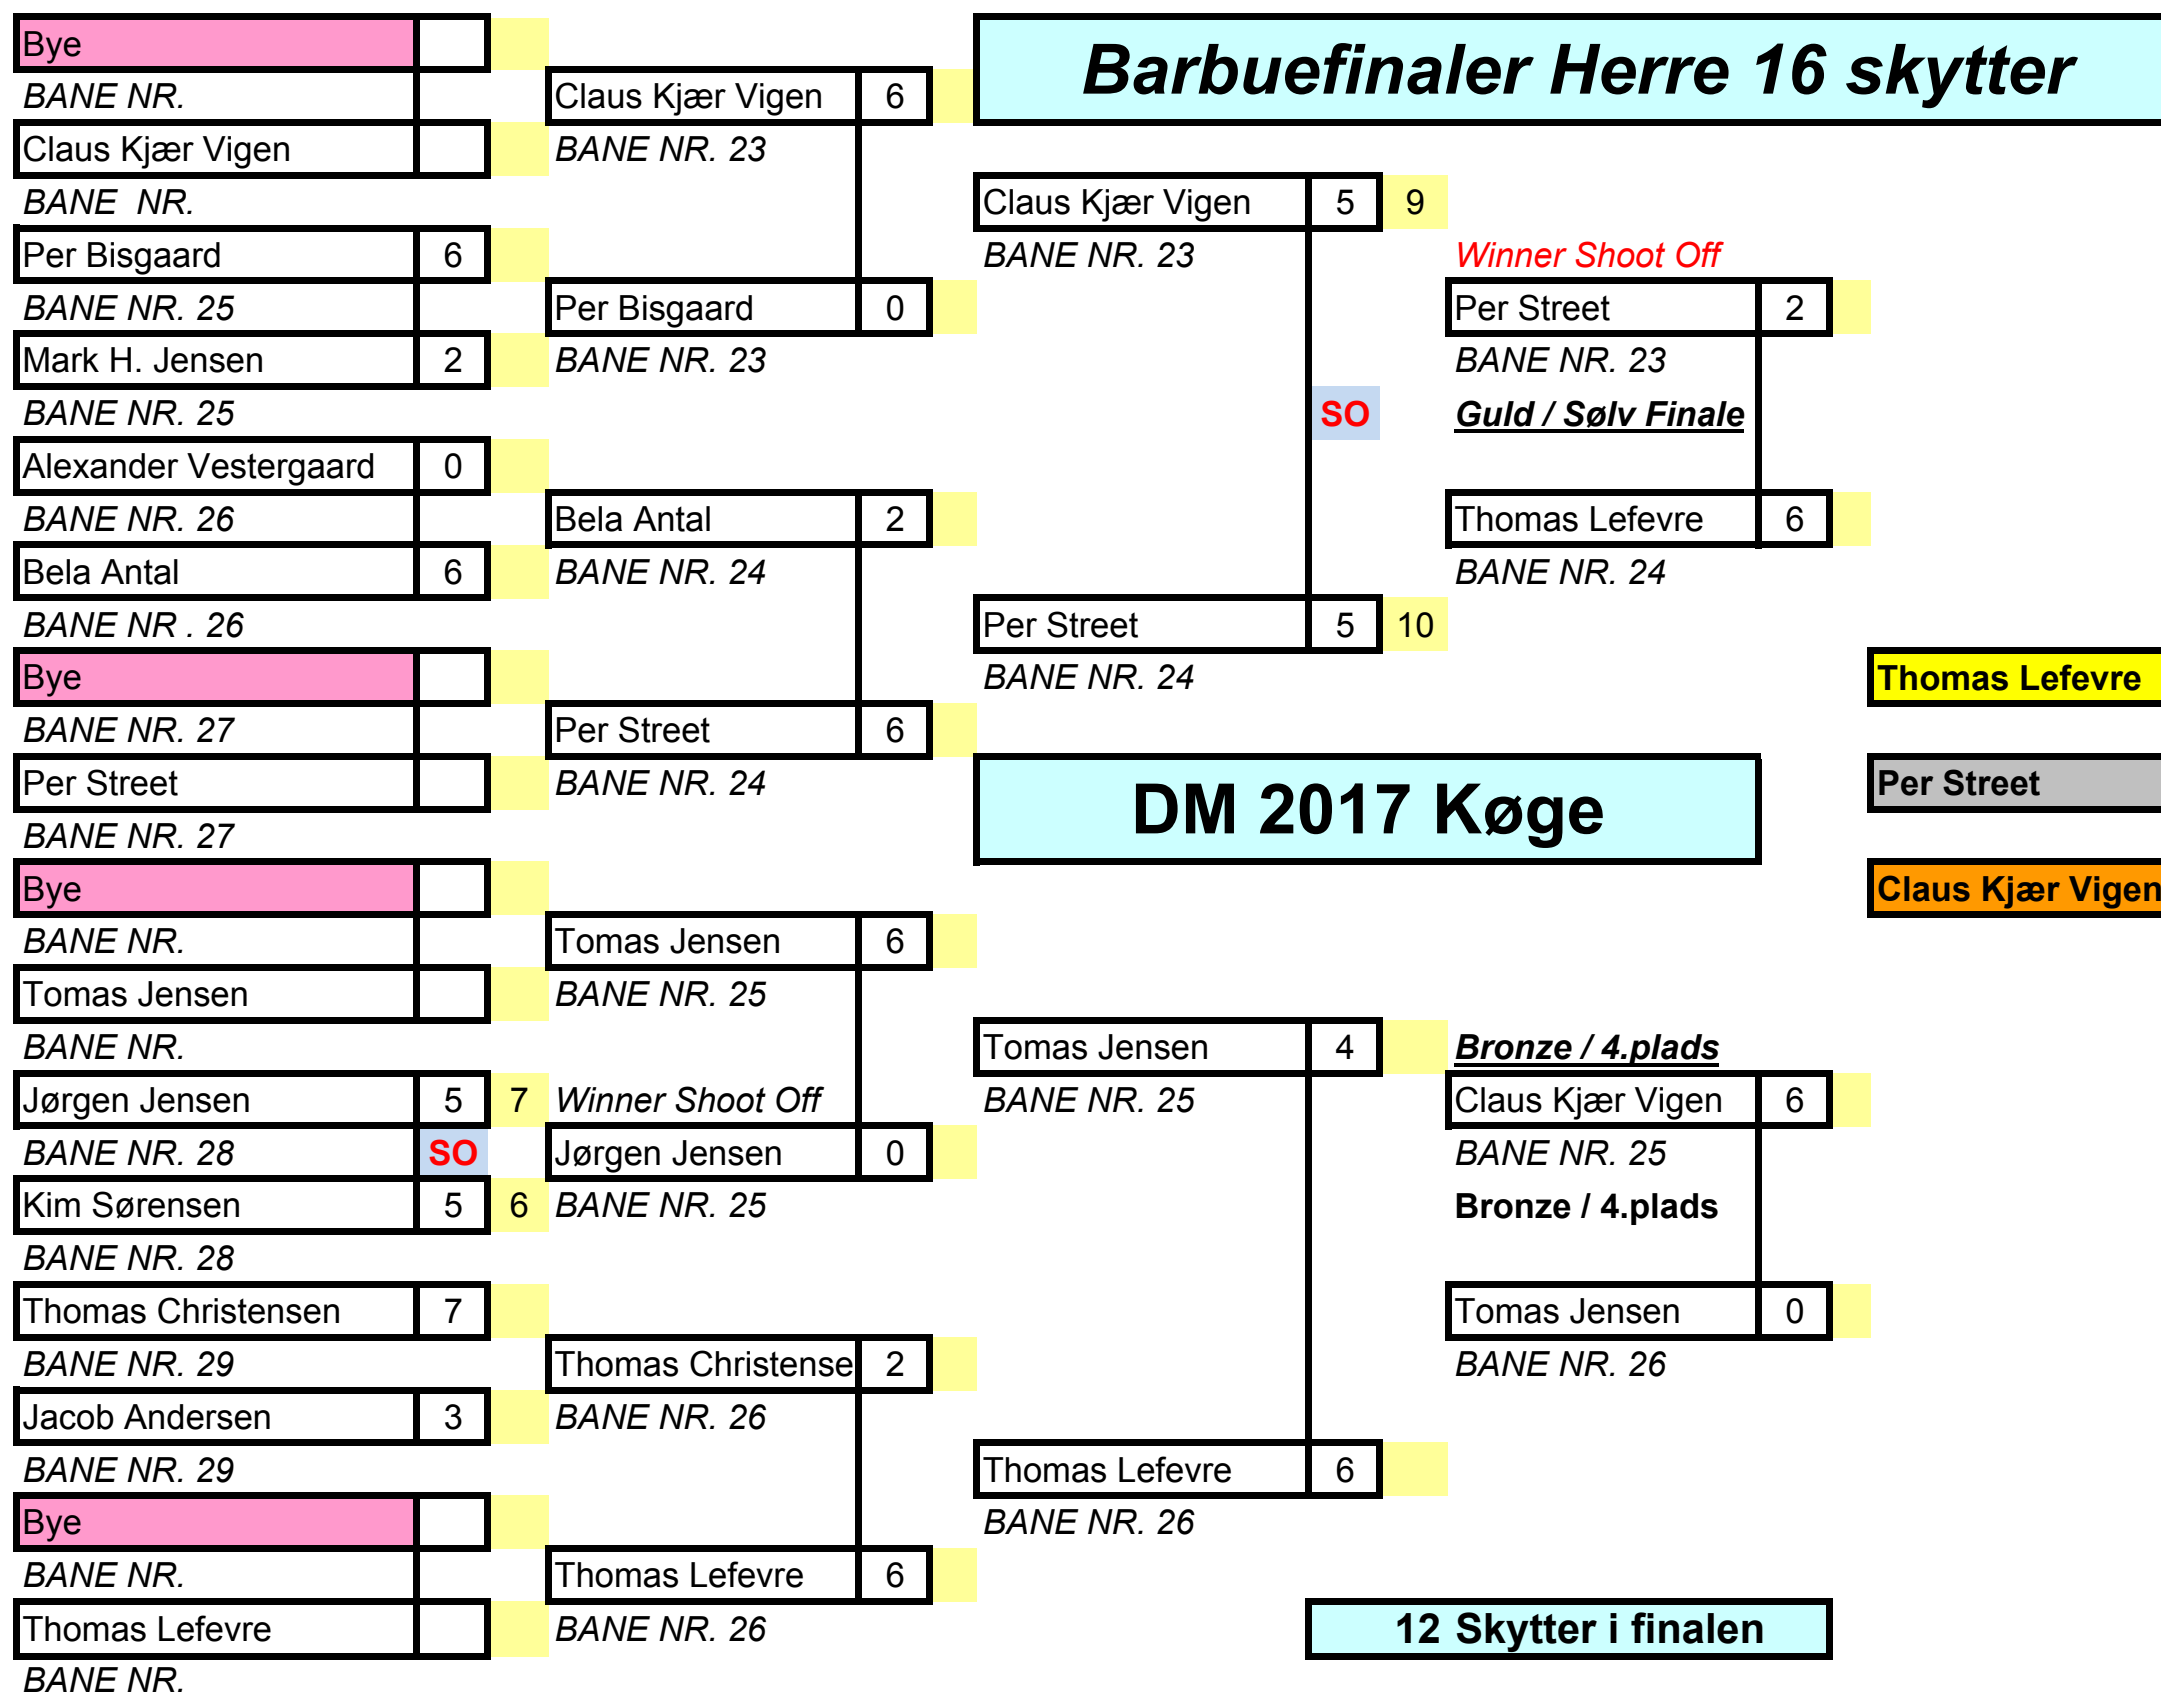 Bye
Barbuefinaler Herre 16 skytter
BANE NR.
Claus Kjær Vigen 6
Claus Kjær Vigen
BANE NR. 23
BANE NR.
Claus Kjær Vigen 5 9
Per Bisgaard 6
BANE NR. 23
Winner Shoot Off
BANE NR. 25
Per Bisgaard 0
Per Street 2
Mark H. Jensen 2
BANE NR. 23
BANE NR. 23
BANE NR. 25
SO
Guld / Sølv Finale
Alexander Vestergaard 0
BANE NR. 26
Bela Antal 2
Thomas Lefevre 6
Bela Antal 6
BANE NR. 24
BANE NR. 24
BANE NR . 26
Per Street 5 10
Bye
BANE NR. 24
Thomas Lefevre
BANE NR. 27
Per Street 6
Per Street
BANE NR. 24
DM 2017 Køge
Per Street
BANE NR. 27
Bye
Claus Kjær Vigen
BANE NR.
Tomas Jensen 6
Tomas Jensen
BANE NR. 25
BANE NR.
Tomas Jensen 4
Bronze / 4.plads
Jørgen Jensen 5 7
Winner Shoot Off
BANE NR. 25
Claus Kjær Vigen 6
BANE NR. 28
SO
Jørgen Jensen 0
BANE NR. 25
Kim Sørensen 5 6
BANE NR. 25
Bronze / 4.plads
BANE NR. 28
Thomas Christensen 7
Tomas Jensen 0
BANE NR. 29
Thomas Christense 2
BANE NR. 26
Jacob Andersen 3
BANE NR. 26
BANE NR. 29
Thomas Lefevre 6
Bye
BANE NR. 26
BANE NR.
Thomas Lefevre 6
Thomas Lefevre
BANE NR. 26
12 Skytter i finalen
BANE NR.